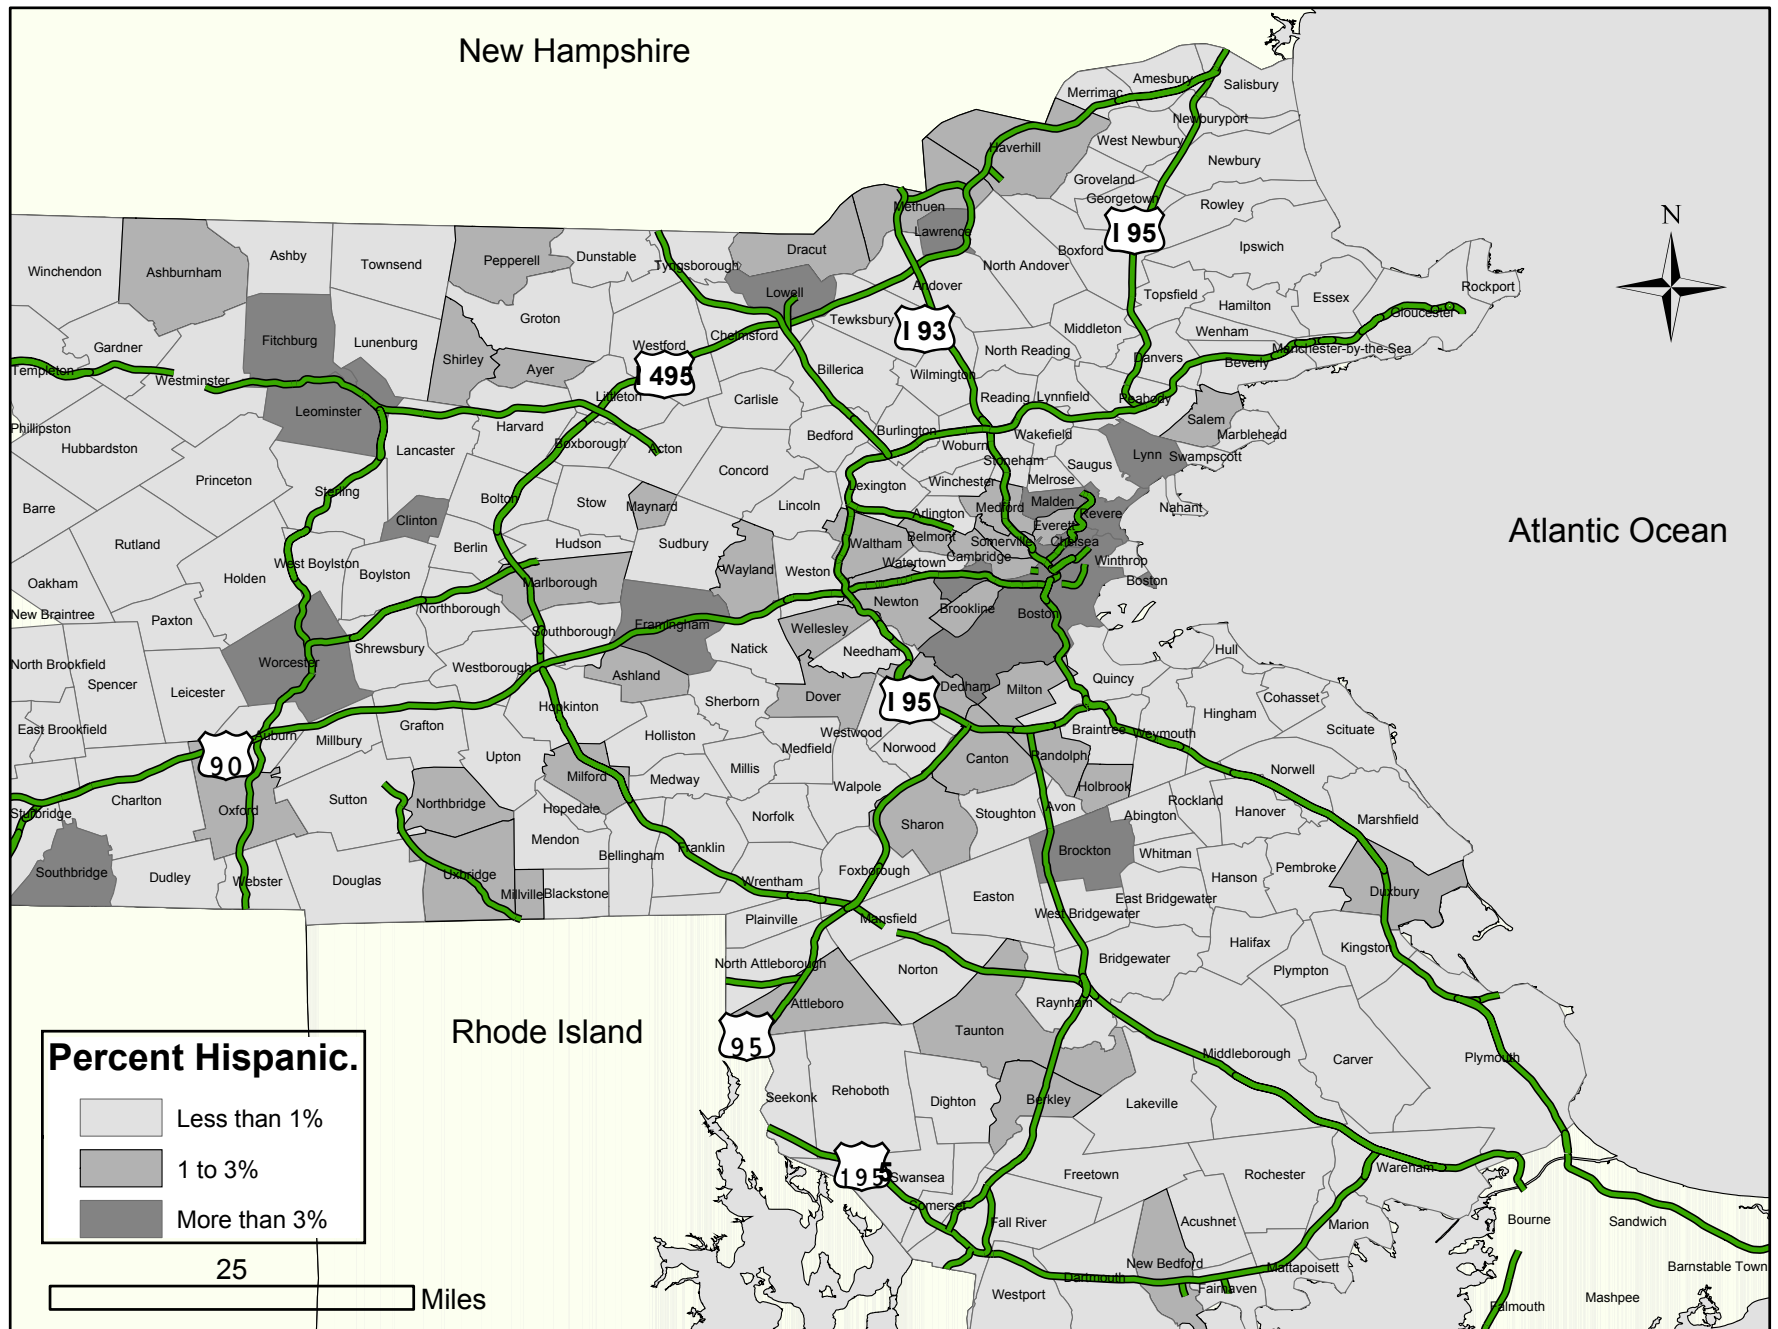 New Hampshire
Amesbury
Merrimac
Salisbury
Newburyport
West Newbury
Haverhill
Newbury
Groveland
Georgetown
Rowley
Methuen
Lawrence
I 95
N
Ipswich
Boxford
Dracut
North Andover
Winchendon
Ashburnham
Ashby
Townsend
Pepperell
Dunstable
Tyngsborough
Lowell
Andover
Topsfield
Hamilton
Essex
Rockport
Gloucester
Groton
Tewksbury
I 93
Middleton
Wenham
Chelmsford
Westford
Fitchburg
Lunenburg
Gardner
Shirley
Ayer
North Reading
Danvers
Manchester-by-the-Sea
Beverly
Templeton
Westminster
I 495
Billerica
Wilmington
Littleton
Carlisle
Reading
Lynnfield
Peabody
Leominster
Salem
Marblehead
Phillipston
Hubbardston
Harvard
Boxborough
Acton
Bedford
Burlington
Woburn
Wakefield
Lancaster
Lynn
Swampscott
Stoneham
Saugus
Princeton
Concord
Melrose
Winchester
Sterling
Bolton
Stow
Maynard
Lincoln
Lexington
Nahant
Barre
Medford
Malden
Revere
Arlington
Everett
Clinton
Atlantic Ocean
Rutland
Berlin
Hudson
Sudbury
Waltham
Belmont
Somerville
Chelsea
Cambridge
Winthrop
West Boylston
Boylston
Watertown
Oakham
Holden
Marlborough
Wayland
Weston
Boston
New Braintree
Paxton
Northborough
Newton
Brookline
Boston
Southborough
Framingham
Wellesley
Shrewsbury
Natick
Needham
Hull
North Brookfield
Worcester
Westborough
Spencer
Leicester
Ashland
Dedham
Milton
Quincy
I 95
Dover
Sherborn
Cohasset
Hopkinton
Hingham
East Brookfield
Auburn
Millbury
Grafton
Holliston
Westwood
Medfield
Norwood
Braintree
Weymouth
Scituate
90
Upton
Milford
Medway
Millis
Canton
Randolph
Norwell
Walpole
Holbrook
Charlton
Sutton
Northbridge
Hopedale
Sturbridge
Oxford
Norfolk
Sharon
Stoughton
Avon
Abington
Rockland
Hanover
Marshfield
Mendon
Bellingham
Franklin
Brockton
Whitman
Southbridge
Dudley
Webster
Douglas
Uxbridge
Millville
Blackstone
Wrentham
Foxborough
Hanson
Pembroke
Duxbury
Easton
East Bridgewater
West Bridgewater
Plainville
Mansfield
Halifax
Kingston
North Attleborough
Norton
Bridgewater
Plympton
Attleboro
Raynham
Rhode Island
95
Taunton
Middleborough
Carver
Plymouth
Seekonk
Rehoboth
Dighton
Berkley
Lakeville
195
5
Swansea
Freetown
Rochester
Wareham
Somerset
Fall River
Acushnet
Marion
Bourne
Sandwich
New Bedford
Mattapoisett
Barnstable Town
Dartmouth
Fairhaven
Westport
Falmouth
Mashpee
Percent Hispanic.
Less than 1%
1 to 3%
More than 3%
25
Miles